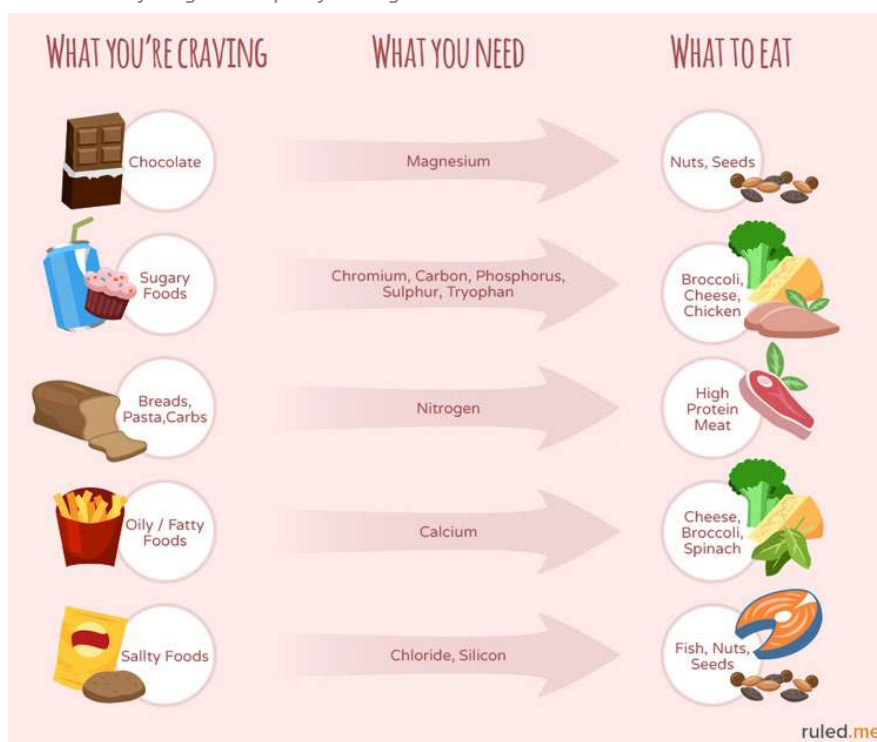 WHAT YOU'RE CRAVING
WHAT YOU NEED
WHAT TO EAT
Chocolate
Magnesium
Nuts, Seeds
Sugary
Foods
Chromium, Carbon, Phosphorus,
Sulphur, Tryophan
Broccoli,
Cheese,
Chicken
Breads,
Pasta,Carbs
Nitrogen
High
Protein
Meat
Oily / Fatty
Foods
Calcium
Cheese,
Broccoli,
Spinach
Sallty Foods
Chloride, Silicon
Fish, Nuts,
Seeds
ruled.me